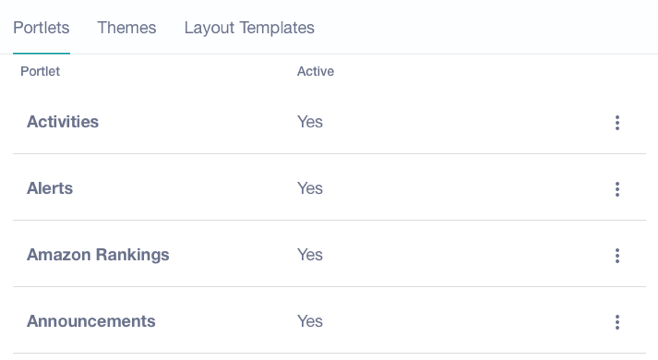 Portlets Themes Layout Templates
Portlet Active
Activities Yes
Alerts Yes
Amazon Rankings Yes
Announcements Yes